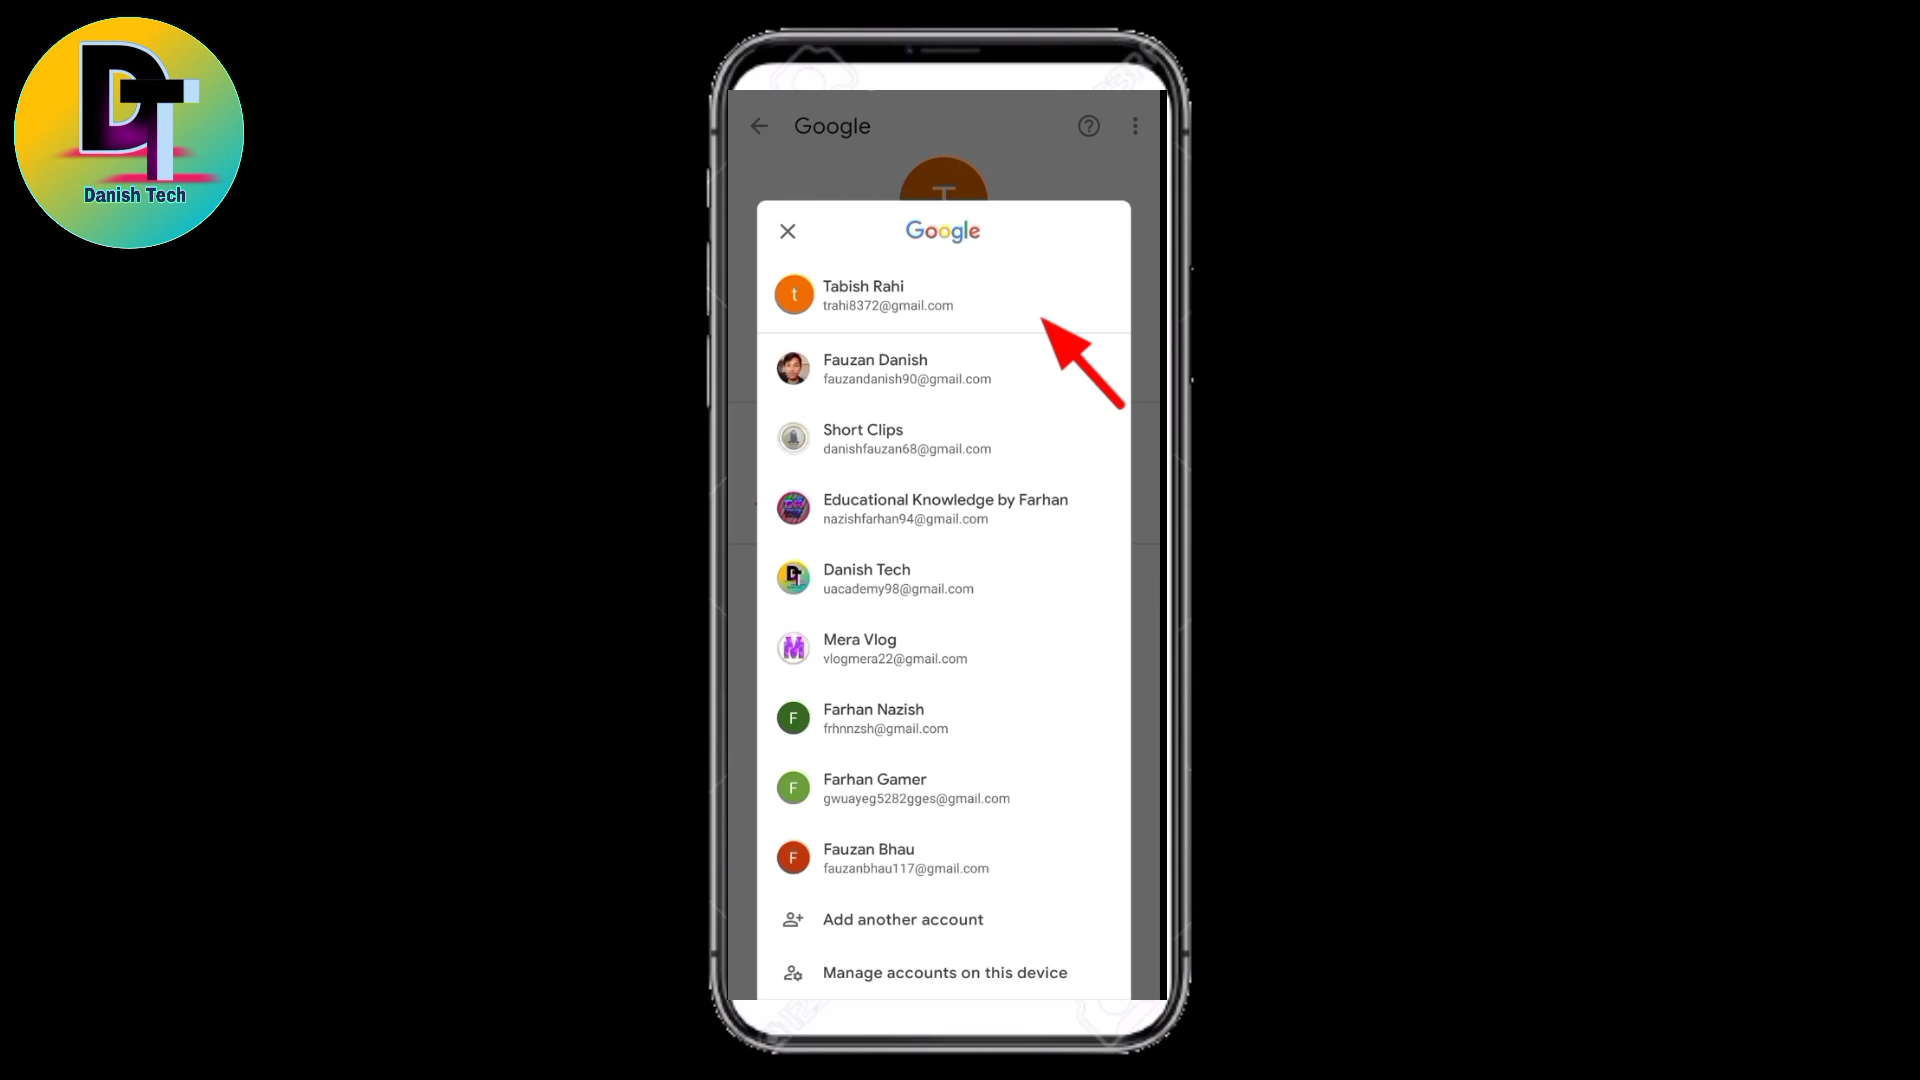 DT
Danish Tech
Google
T
Google
t
Tabish Rahi
trahi8372@gmail.com
Fauzan Danish
fauzandanish90@gmail.com
Short Clips
danishfauzan68@gmail.com
Educational Knowledge by Farhan
nazishfarhan94@gmail.com
DT
Danish Tech
uacademy98@gmail.com
M
Mera Vlog
vlogmera22@gmail.com
F
Farhan Nazish
frhnnzsh@gmail.com
F
Farhan Gamer
gwuayeg5282gges@gmail.com
F
Fauzan Bhau
fauzanbhau117@gmail.com
Add another account
Manage accounts on this device